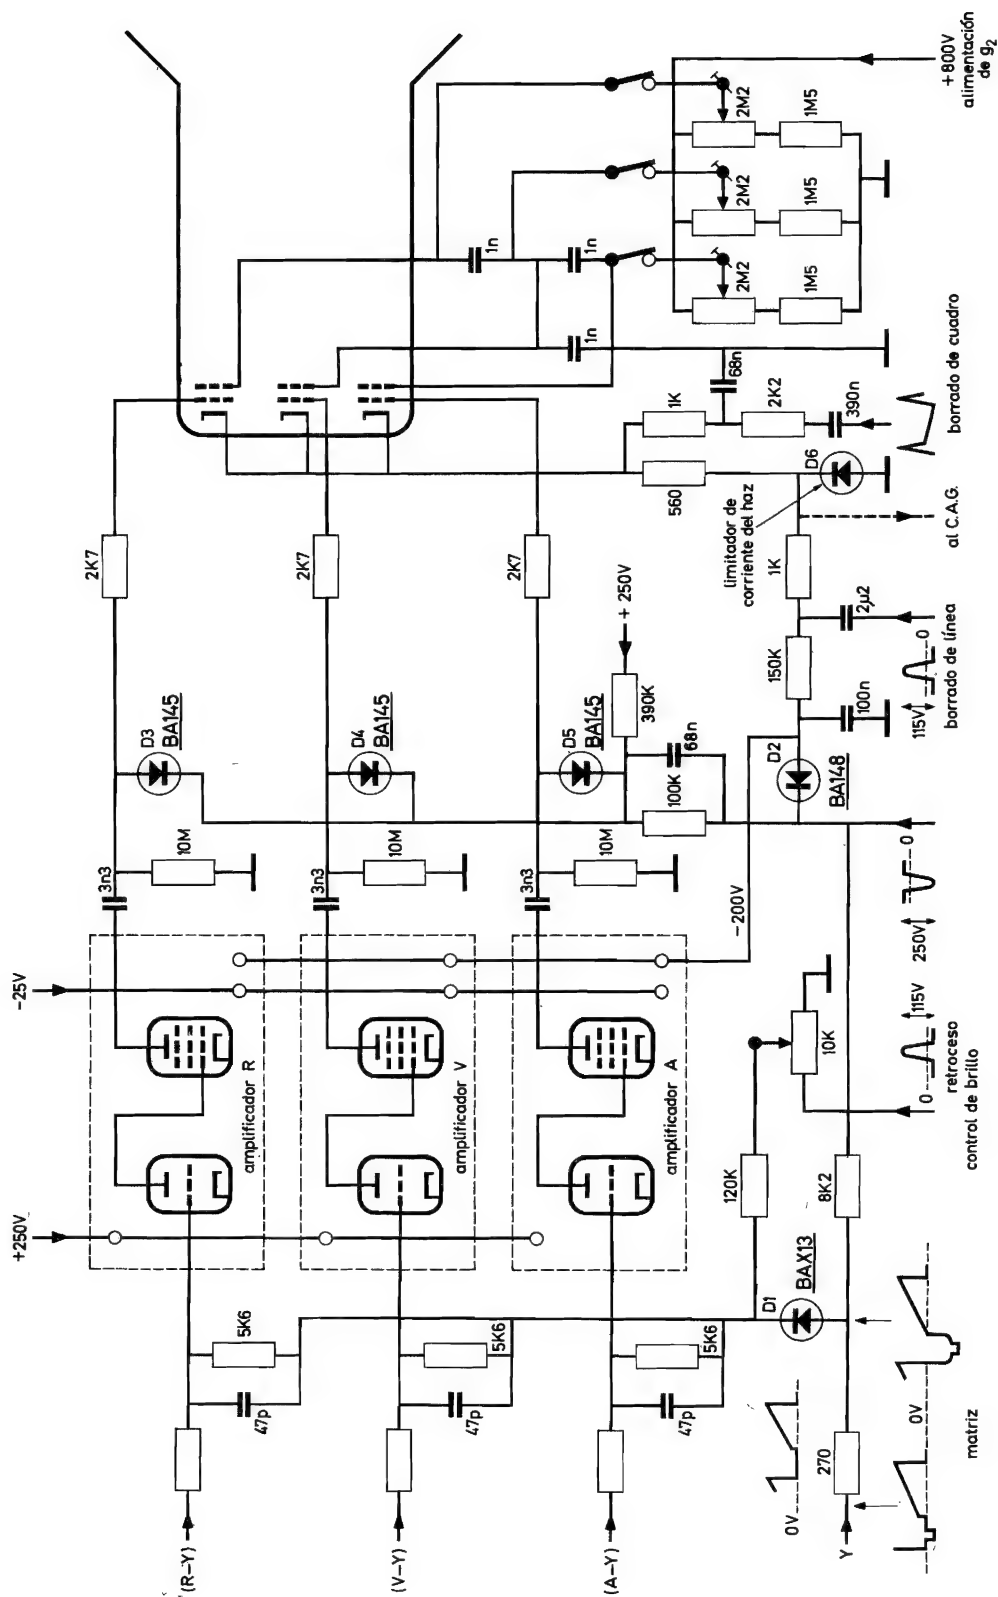 +250V
-25V
(R-Y)
47p
5K6
amplificador R
3n3
10M
D3
BA145
2K7
(V-Y)
47p
5K6
amplificador V
3n3
10M
D4
BA145
2K7
(A-Y)
47p
5K6
amplificador A
3n3
10M
D5
BA145
2K7
390K
+ 250V
100K
68n
-200V
1n
1n
1n
2M2
2M2
2M2
1M5
1M5
1M5
+800V
alimentación
de g2
560
1K
68n
2K2
390n
borrado de cuadro
limitador de
corriente del haz
D6
D1
BAX13
120K
10K
D2
BA148
150K
1K
100n
2µ2
al C.A.G.
0V
Y
270
8K2
0V
matriz
0
115V
retroceso
control de brillo
250V
0
115V
0
borrado de línea